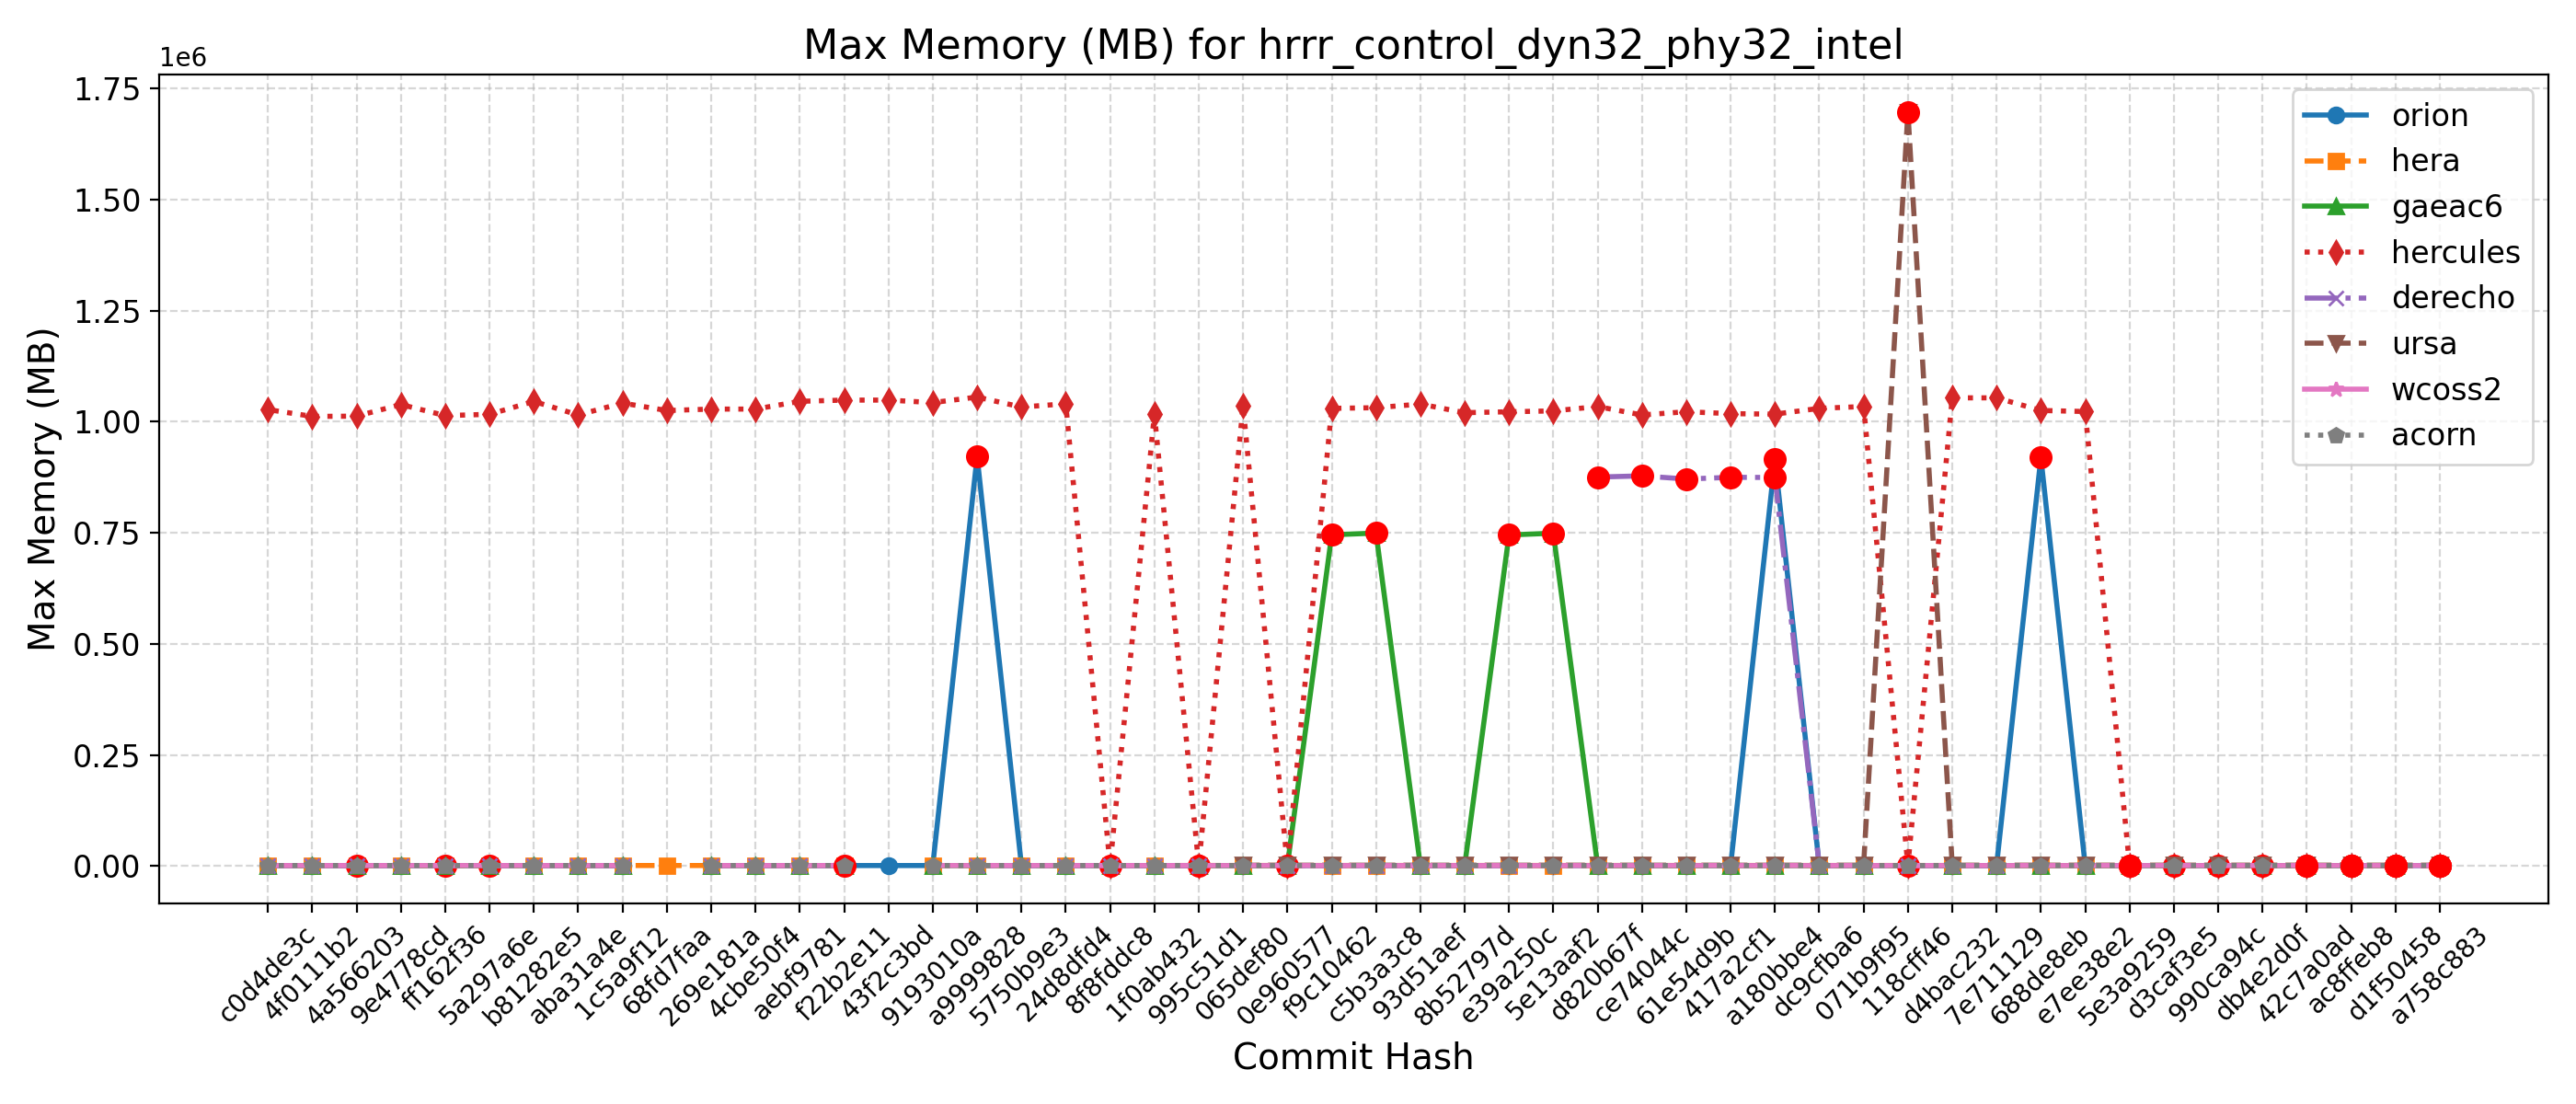 Max Memory (MB) for hrrr_control_dyn32_phy32_intel
1e6
1.75
1.50
1.25
1.00
0.75
0.50
0.25
0.00
Max Memory (MB)
orion
hera
gaeac6
hercules
derecho
ursa
wcoss2
acorn
c0d4de3c
4f0111b2
4a566203
9e4778cd
ff162f36
5a297a6e
b81282e5
aba31a4e
1c5a9f12
68fd7faa
269e181a
4cbe50f4
aebf9781
f22b2e11
43f2c3bd
9193010a
a9999828
5750b9e3
24d8dfd4
8f8fddc8
1f0ab432
995c51d1
065def80
0e960577
f9c10462
c5b3a3c8
93d51aef
8b52797d
e39a250c
5e13aaf2
d820b67f
ce74044c
61e54d9b
417a2cf1
a180bbe4
dc9cfba6
071b9f95
118cff46
d4bac232
7e711129
688de8eb
e7ee38e2
5e3a9259
d3caf3e5
990ca94c
db4e2d0f
42c7a0ad
ac8ffeb8
d1f50458
a758c883
Commit Hash